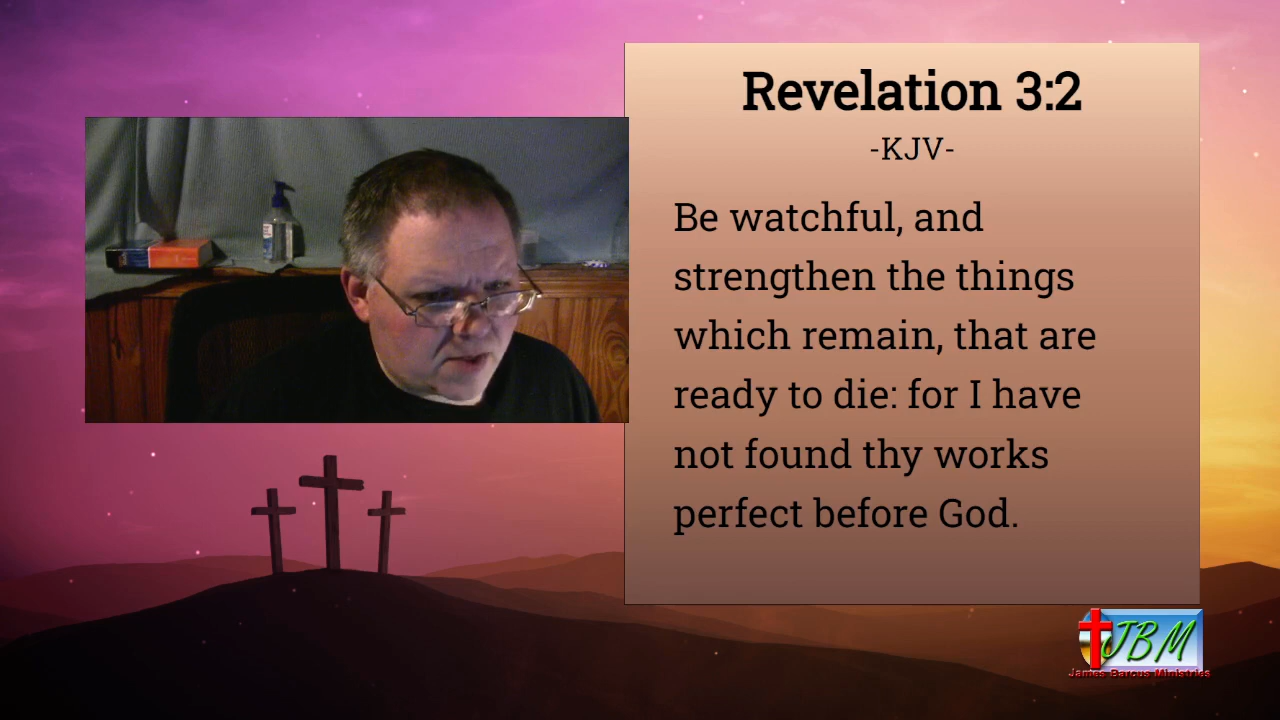 Revelation 3:2
-KJV-
Be watchful, and
strengthen the things
which remain, that are
ready to die: for I have
not found thy works
perfect before God.
JBM
James Barcus Ministries